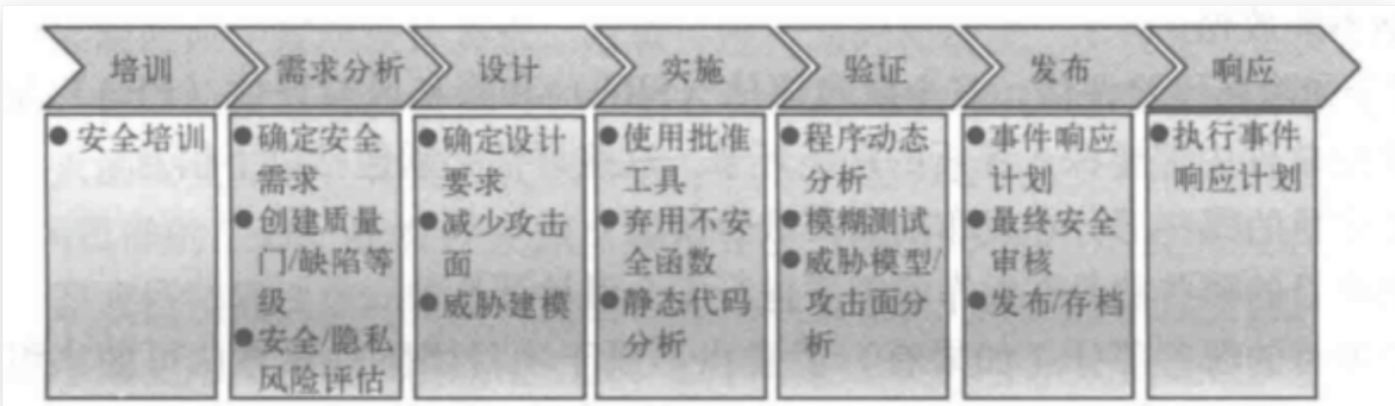 培训
需求分析
设计
实施
验证
发布
响应
●安全培训
●确定安全
需求
●创建质量
门/缺陷等
级
●安全/隐私
风险评估
●确定设计
要求
●减少攻击
面
●威胁建模
●使用批准
工具
●弃用不安
全函数
●静态代码
分析
●程序动态
分析
●模糊测试
●威胁模型/
攻击面分
析
●事件响应
计划
●最终安全
审核
●发布/存档
●执行事件
响应计划